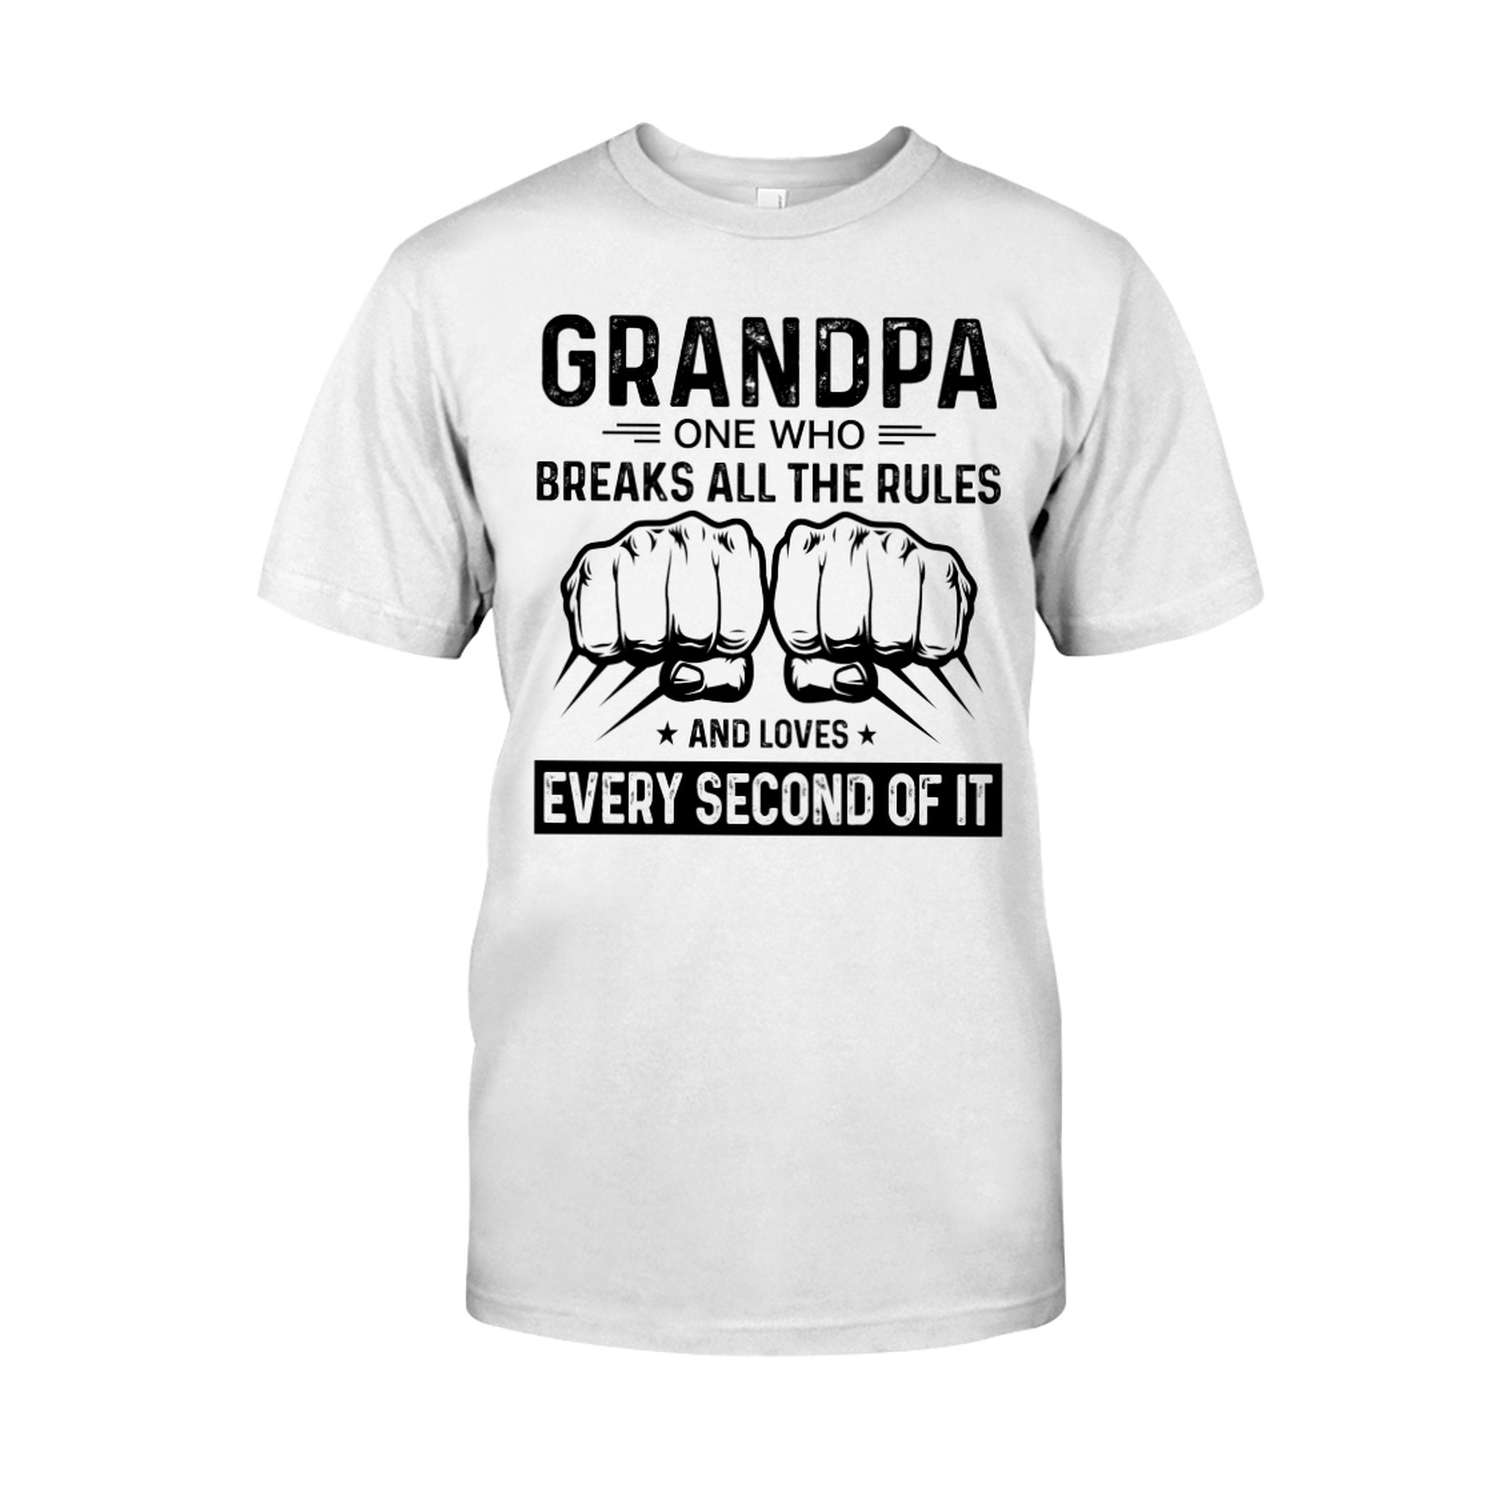 GRANDPA
ONE WHO
BREAKS ALL THE RULES
AND LOVES
EVERY SECOND OF IT